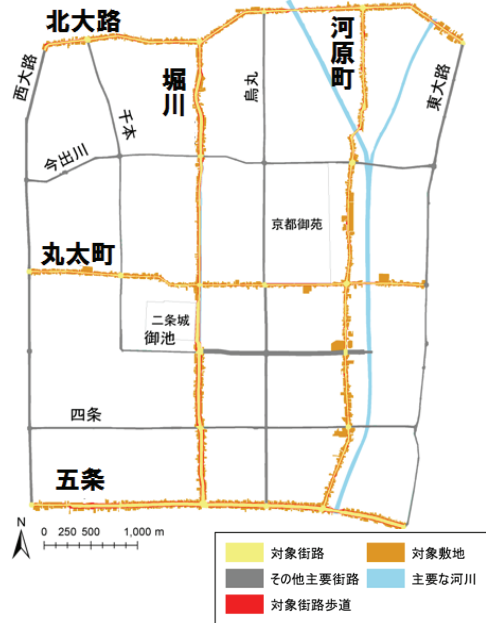 北大路
河原町
堀川
烏丸
西大路
東大路
千本
今出川
京都御苑
丸太町
二条城
御池
四条
五条
N
0 250 500 1,000 m
対象街路
対象敷地
その他主要街路
主要な河川
対象街路歩道